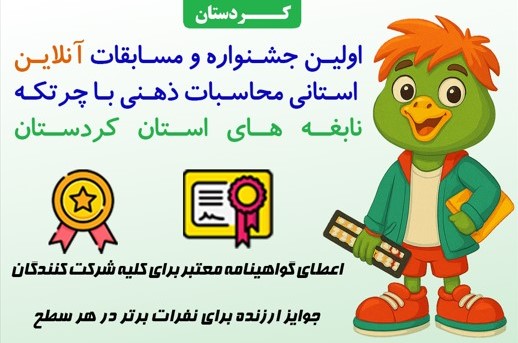 کـــردستان
اولین جشنواره و مسابقات آنلاین
استانی محاسبات ذهنی با چرتکه
نابغه های استان کردستان
اعطای گواهینامه معتبر برای کلیه شرکت کنندگان
جوایز ارزنده برای نفرات برتر در هر سطح